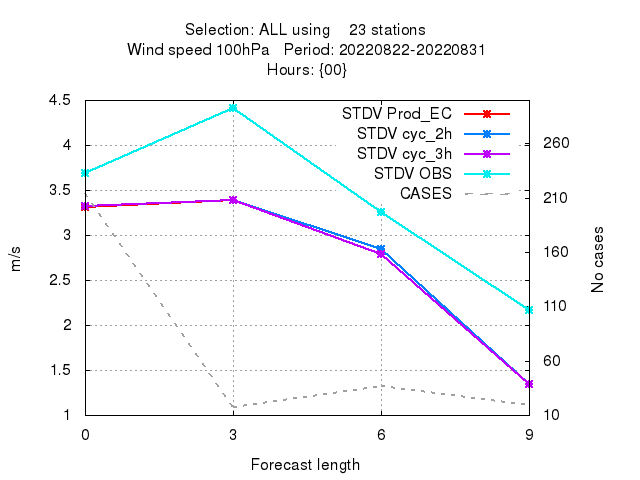 Selection: ALL using 23 stations
Wind speed 100hPa Period: 20220822-20220831
Hours: {00}
STDV Prod_EC
STDV cyc_2h
STDV cyc_3h
STDV OBS
CASES
4.5
4
3.5
3
2.5
2
1.5
1
m/s
260
210
160
110
60
10
No cases
0 3 6 9
Forecast length